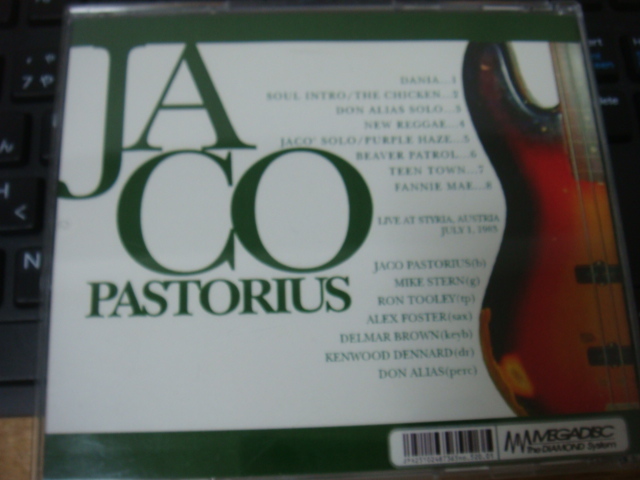 JA
CO
PASTORIUS
DANIA...1
SOUL INTRO/THE CHICKEN...2
DON ALIAS SOLO...3
NEW REGGAE...4
JACO' SOLO/PURPLE HAZE...5
BEAVER PATROL...6
TEEN TOWN...7
FANNIE MAE...8
LIVE AT STYRIA, AUSTRIA
JULY 1,
JACO PASTORIUS(b)
MIKE STERN(g)
RON TOOLEY(tp)
ALEX FOSTER(sax)
DELMAR BROWN(keyb)
KENWOOD DENNARD(dr)
DON ALIAS(perc)
MEGADISC
the DIAMOND System